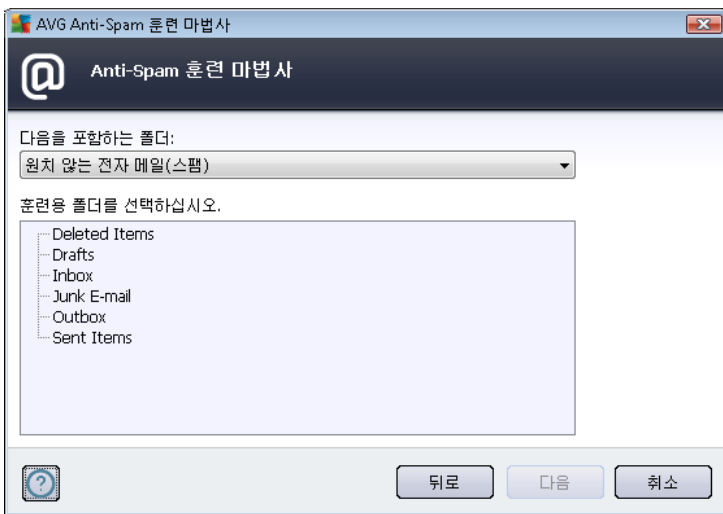 AVG Anti-Spam 훈련 마법사
Anti-Spam 훈련 마법사
다음을 포함하는 폴더:
원치 않는 전자 메일(스팸)
훈련용 폴더를 선택하십시오.
Deleted Items
Drafts
Inbox
Junk E-mail
Outbox
Sent Items
뒤로
다음
취소